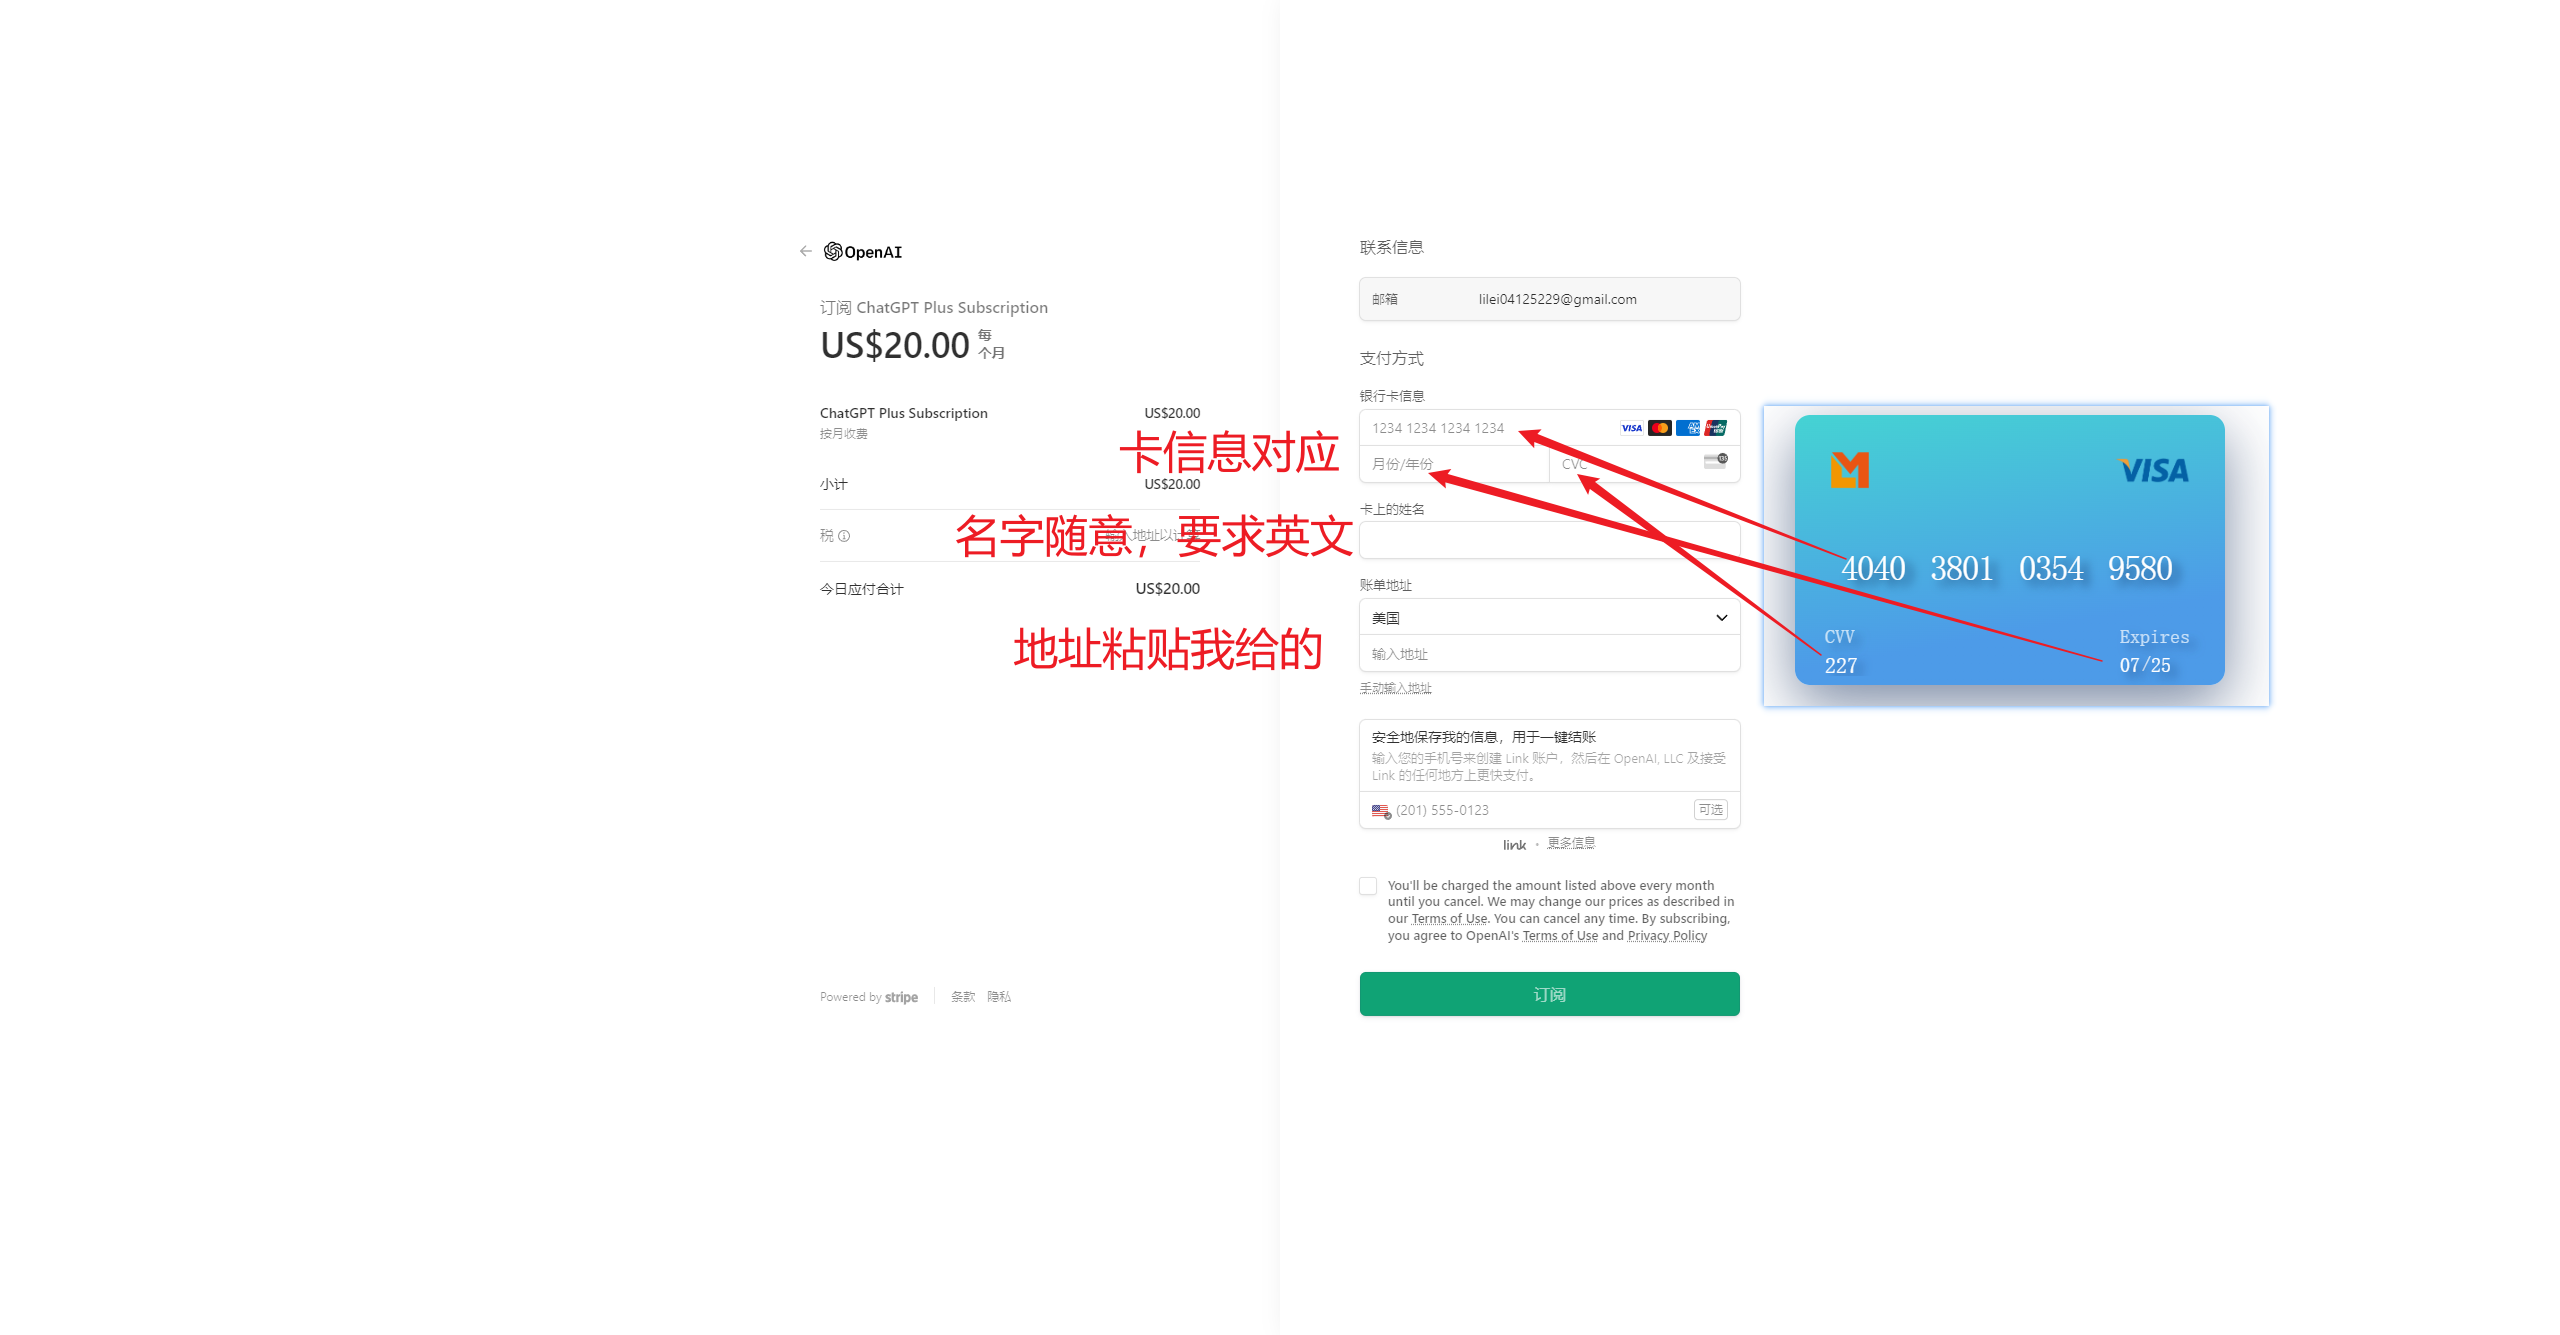 OpenAI
订阅 ChatGPT Plus Subscription
US$20.00 每个月
ChatGPT Plus Subscription US$20.00
按月收费
小计 US$20.00
税
今日应付合计 US$20.00
Powered by stripe 条款 隐私
卡信息对应
名字随意，要求英文
地址粘贴我给的
联系信息
邮箱 lilei04125229@gmail.com
支付方式
银行卡信息
1234 1234 1234 1234 VISA
月份/年份 CVC
卡上的姓名
账单地址
美国
输入地址
手动输入地址
安全地保存我的信息，用于一键结账
输入您的手机号来创建 Link 账户，然后在 OpenAI, LLC 及接受
Link 的任何地方上更快支付。
(201) 555-0123 可选
link · 更多信息
You'll be charged the amount listed above every month
until you cancel. We may change our prices as described in
our Terms of Use. You can cancel any time. By subscribing,
you agree to OpenAI's Terms of Use and Privacy Policy
订阅
VISA
4040 3801 0354 9580
CVV Expires
227 07/25